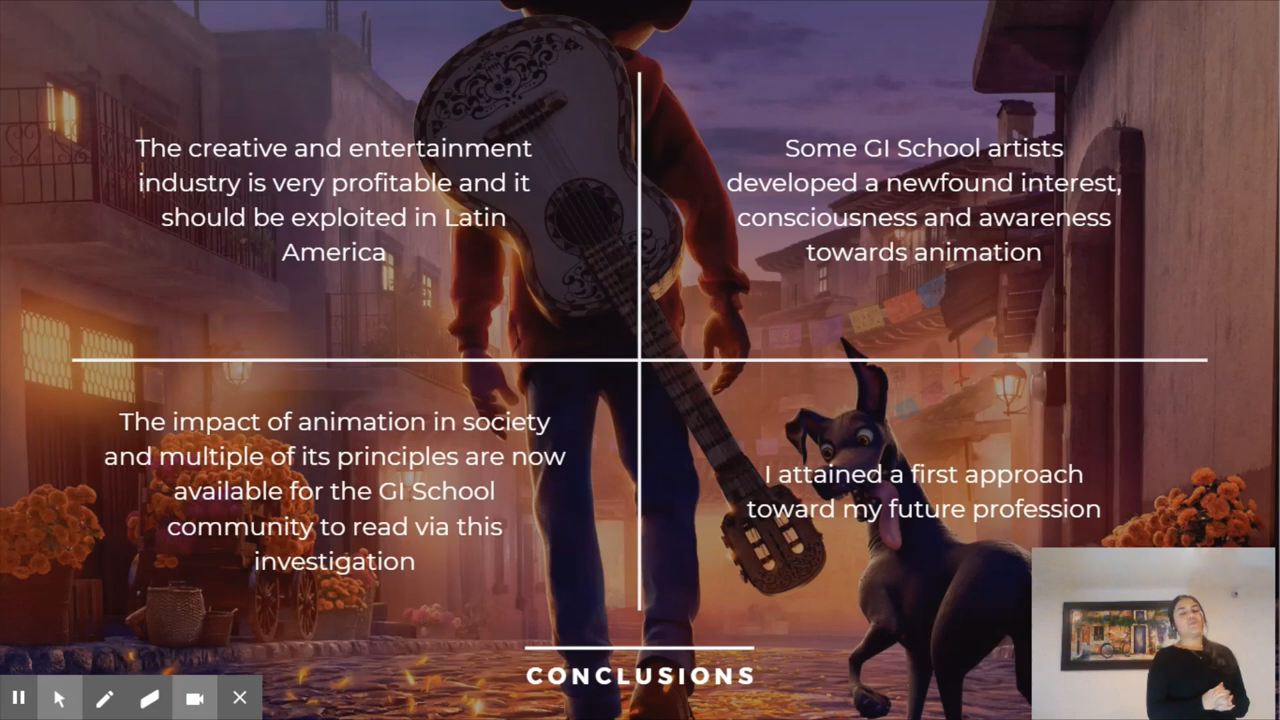 The creative and entertainment
industry is very profitable and it
should be exploited in Latin
America
Some GI School artists
developed a newfound interest,
consciousness and awareness
towards animation
The impact of animation in society
and multiple of its principles are now
available for the GI School
community to read via this
investigation
I attained a first approach
toward my future profession
CONCLUSIONS